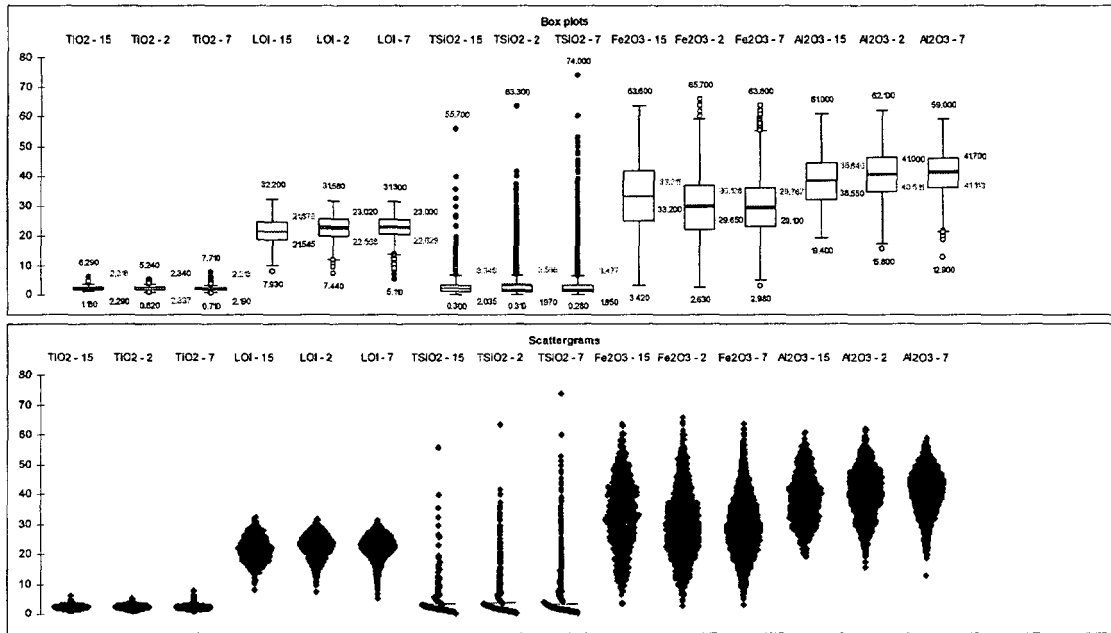 Box plots
TiO2 - 15 TiO2 - 2 TiO2 - 7 LOI - 15 LOI - 2 LOI - 7 TSiO2 - 15 TSiO2 - 2 TSiO2 - 7 Fe2O3 - 15 Fe2O3 - 2 Fe2O3 - 7 Al2O3 - 15 Al2O3 - 2 Al2O3 - 7
80
74.000
70
63.300 63.600 65.700 63.800 61.000 62.100 59.000
60
55.700
50
41.000 41.700
40
38.550
32.200 31.580 31.300 33.200
30
29.650 29.100
23.020 23.000
21.545
20
19.400 15.800 12.900
10
6.290 5.240 7.710 7.930 7.440 5.110
2.340
0
1.180 2.290 0.820 0.710 2.190 0.300 2.035 0.310 1.970 0.280 1.950 3.420 2.630 2.980
Scattergrams
TiO2 - 15 TiO2 - 2 TiO2 - 7 LOI - 15 LOI - 2 LOI - 7 TSiO2 - 15 TSiO2 - 2 TSiO2 - 7 Fe2O3 - 15 Fe2O3 - 2 Fe2O3 - 7 Al2O3 - 15 Al2O3 - 2 Al2O3 - 7
80
70
60
50
40
30
20
10
0